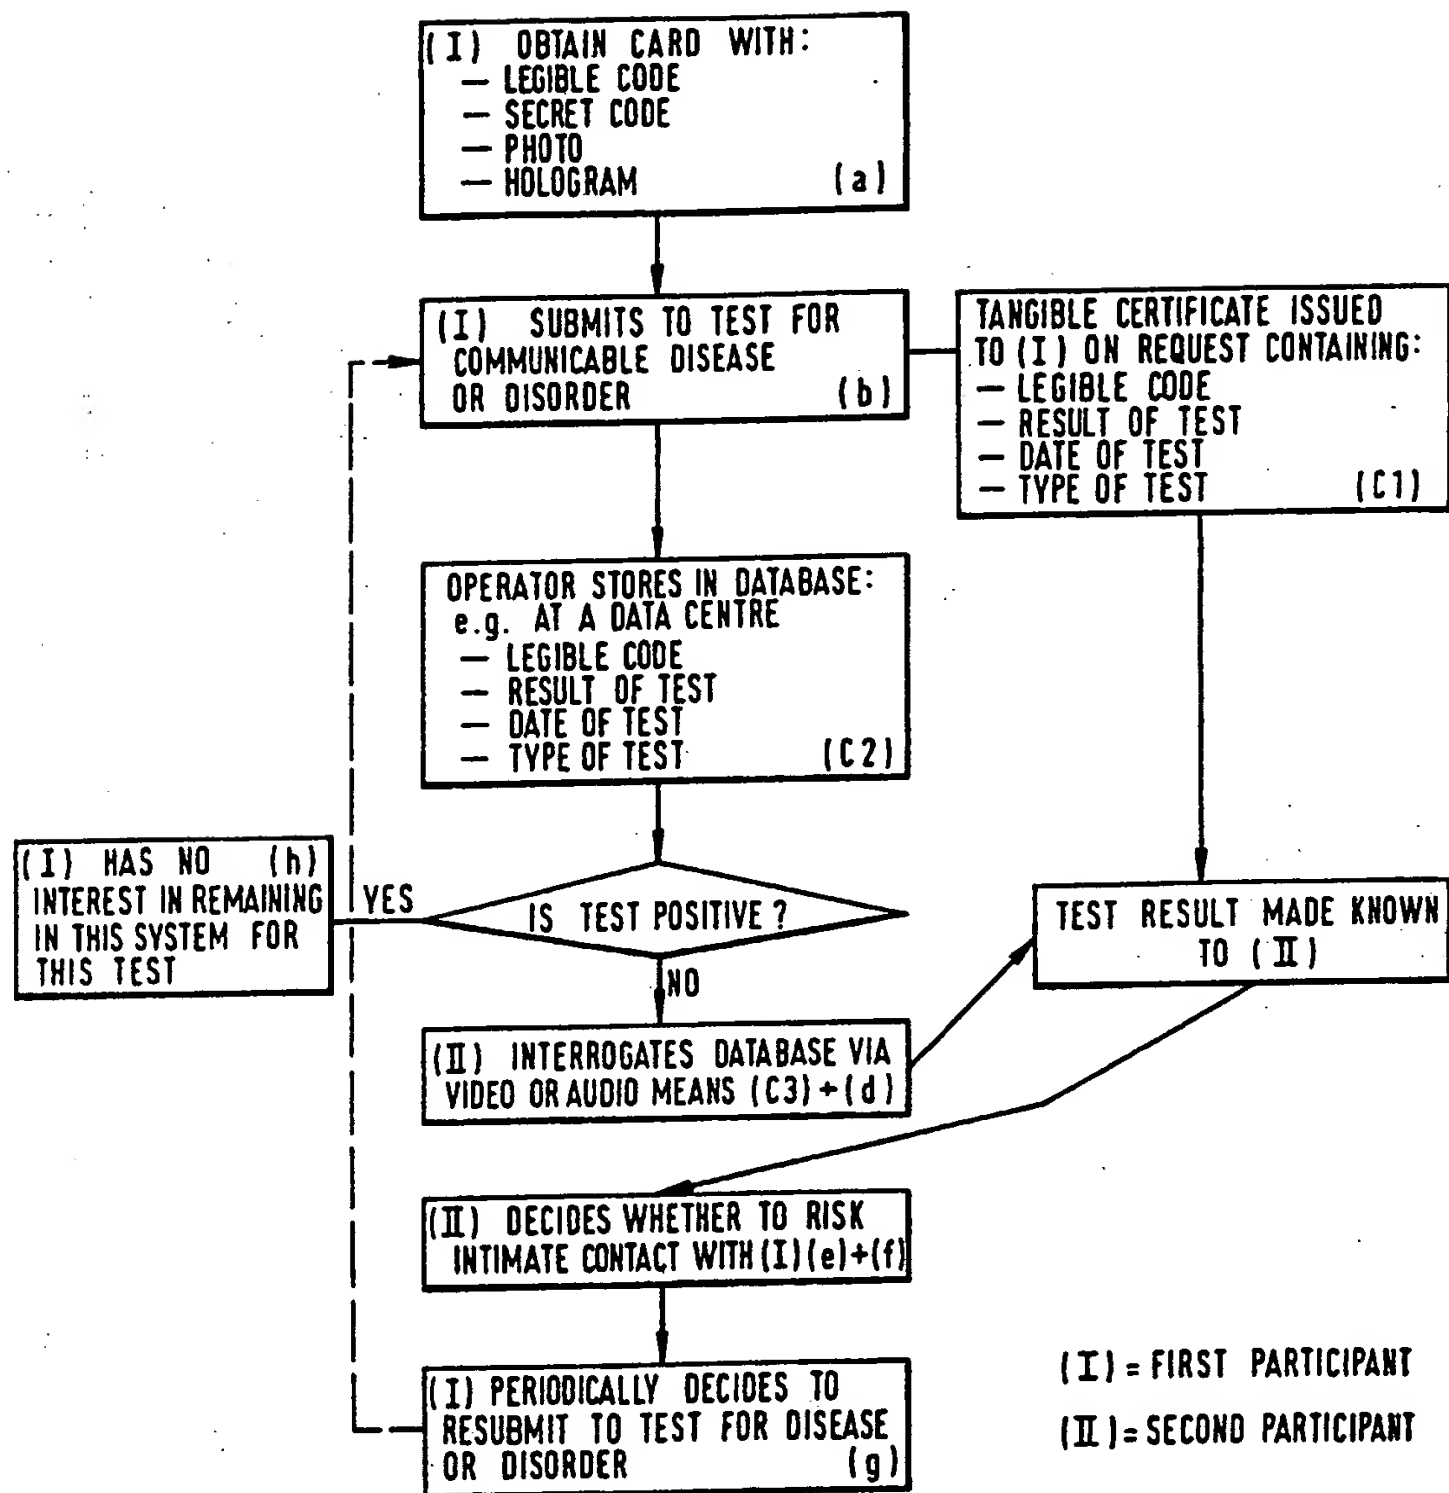 (I) OBTAIN CARD WITH:
— LEGIBLE CODE
— SECRET CODE
— PHOTO
— HOLOGRAM (a)
(I) SUBMITS TO TEST FOR
COMMUNICABLE DISEASE
OR DISORDER (b)
TANGIBLE CERTIFICATE ISSUED
TO (I) ON REQUEST CONTAINING:
— LEGIBLE CODE
— RESULT OF TEST
— DATE OF TEST
— TYPE OF TEST (C1)
OPERATOR STORES IN DATABASE:
e.g. AT A DATA CENTRE
— LEGIBLE CODE
— RESULT OF TEST
— DATE OF TEST
— TYPE OF TEST (C2)
(I) HAS NO (h)
INTEREST IN REMAINING
IN THIS SYSTEM FOR
THIS TEST
YES
IS TEST POSITIVE?
NO
TEST RESULT MADE KNOWN
TO (II)
(II) INTERROGATES DATABASE VIA
VIDEO OR AUDIO MEANS (C3)+(d)
(II) DECIDES WHETHER TO RISK
INTIMATE CONTACT WITH (I)(e)+(f)
(I) PERIODICALLY DECIDES TO
RESUBMIT TO TEST FOR DISEASE
OR DISORDER (g)
(I) = FIRST PARTICIPANT
(II) = SECOND PARTICIPANT